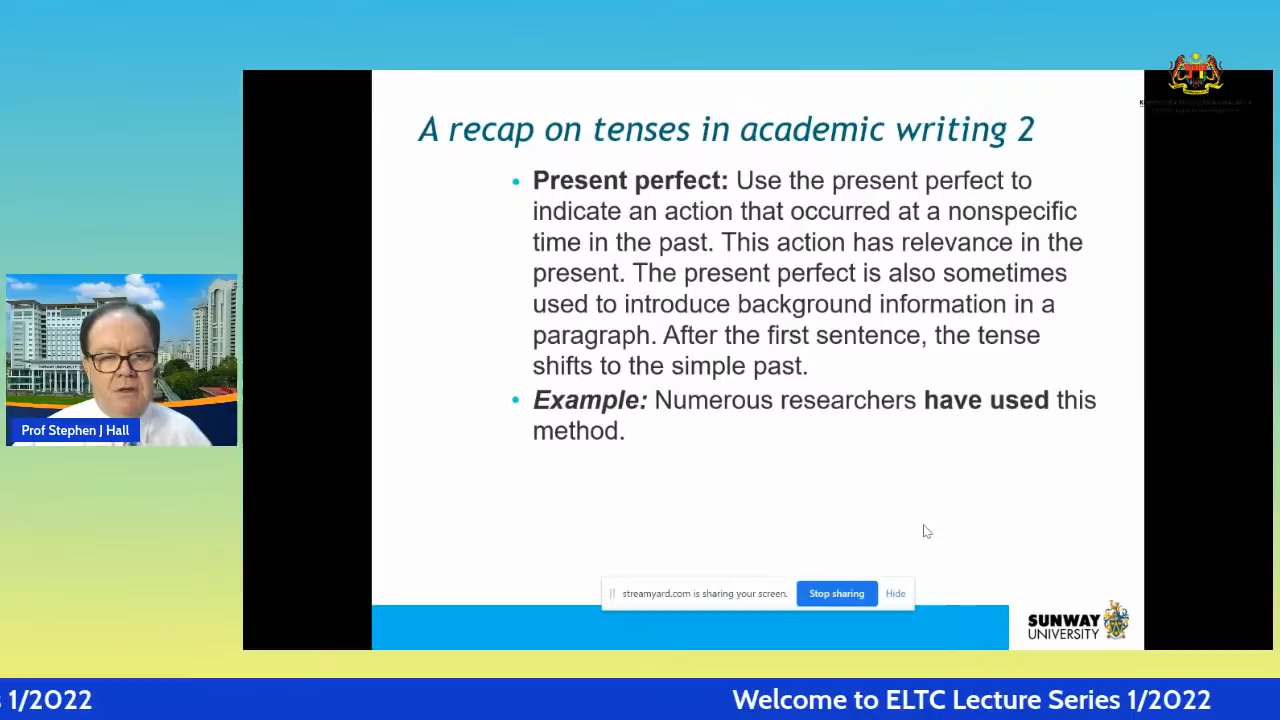 A recap on tenses in academic writing 2
• Present perfect: Use the present perfect to
indicate an action that occurred at a nonspecific
time in the past. This action has relevance in the
present. The present perfect is also sometimes
used to introduce background information in a
paragraph. After the first sentence, the tense
shifts to the simple past.
• Example: Numerous researchers have used this
method.
Prof Stephen J Hall
streamyard.com is sharing your screen. Stop sharing Hide
SUNWAY
UNIVERSITY
s 1/2022 Welcome to ELTC Lecture Series 1/2022